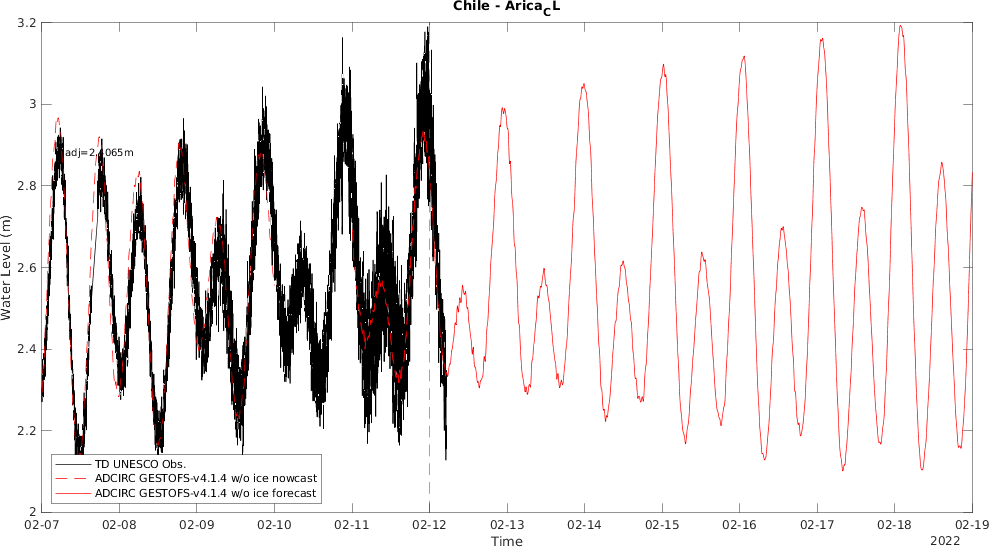 Chile - Arica_CL
3.2
3
2.8
2.6
2.4
2.2
2
Water Level (m)
adj=2.4065m
TD UNESCO Obs.
ADCIRC GESTOFS-v4.1.4 w/o ice nowcast
ADCIRC GESTOFS-v4.1.4 w/o ice forecast
02-07 02-08 02-09 02-10 02-11 02-12 02-13 02-14 02-15 02-16 02-17 02-18 02-19
Time
2022